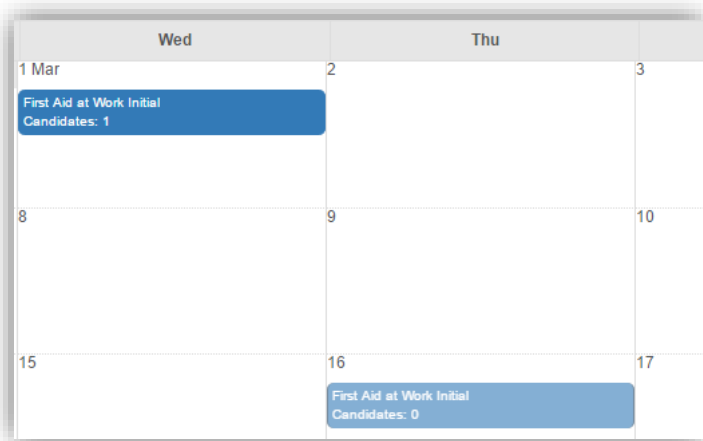 Wed Thu
1 Mar 2 3
First Aid at Work Initial
Candidates: 1
8 9 10
15 16 17
First Aid at Work Initial
Candidates: 0